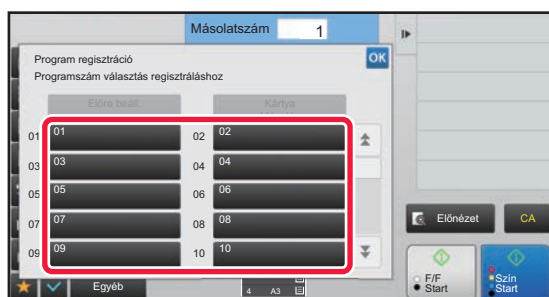 Másolatszám 1
Program regisztráció
OK
Programszám választás regisztráláshoz
Előre beáll. Kártya
01 01 02 02
03 03 04 04
05 05 06 06
07 07 08 08
09 09 10 10
Előnézet CA
Egyéb
4 A3
F/F Start
Szín Start